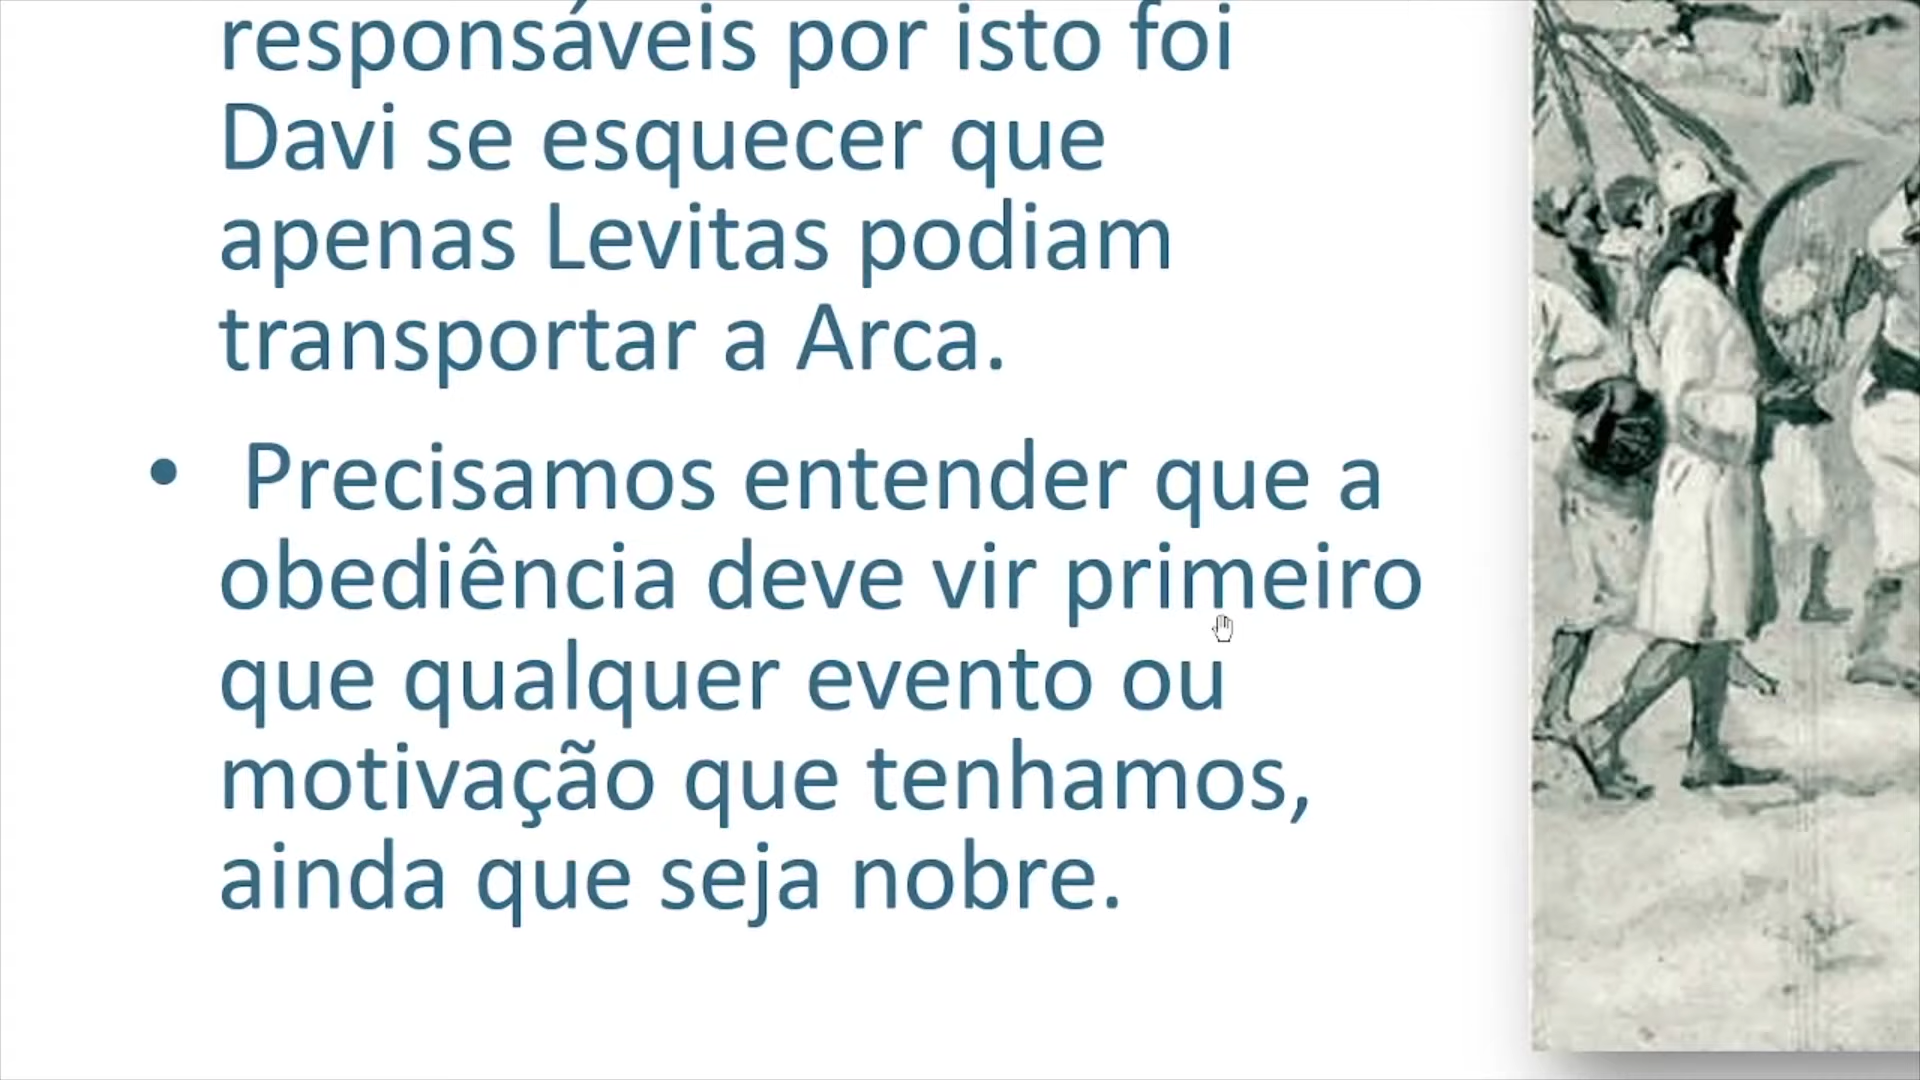 responsáveis por isto foi
Davi se esquecer que
apenas Levitas podiam
transportar a Arca.
• Precisamos entender que a
obediência deve vir primeiro
que qualquer evento ou
motivação que tenhamos,
ainda que seja nobre.